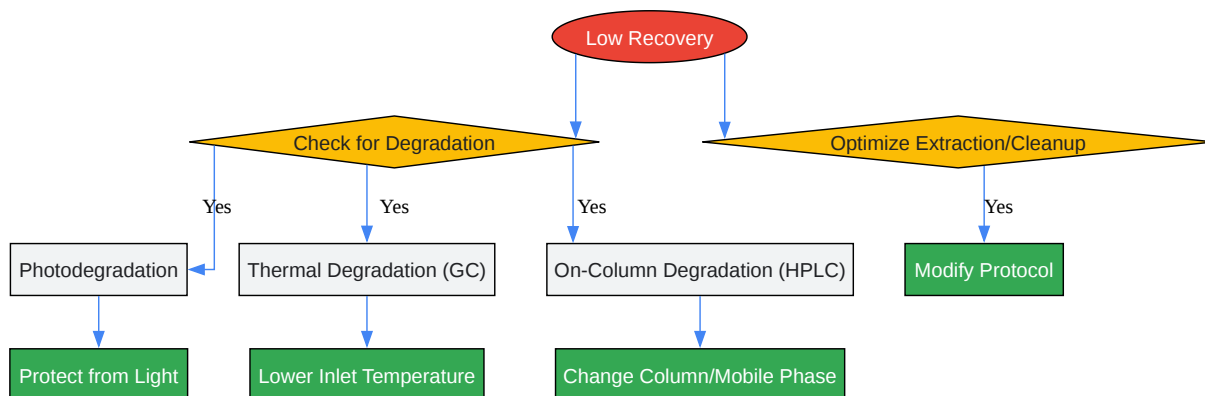 Low Recovery
Check for Degradation
Optimize Extraction/Cleanup
Yes
Yes
Yes
Yes
Photodegradation
Thermal Degradation (GC)
On-Column Degradation (HPLC)
Modify Protocol
Protect from Light
Lower Inlet Temperature
Change Column/Mobile Phase